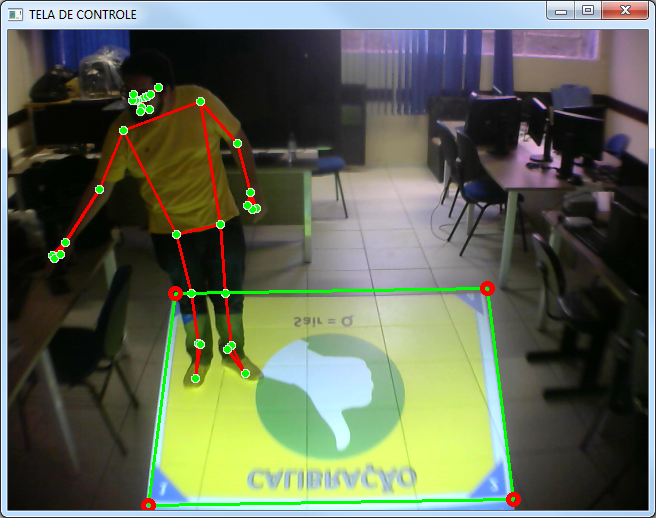 TELA DE CONTROLE
Sair = Q
CALIBRAÇÃO